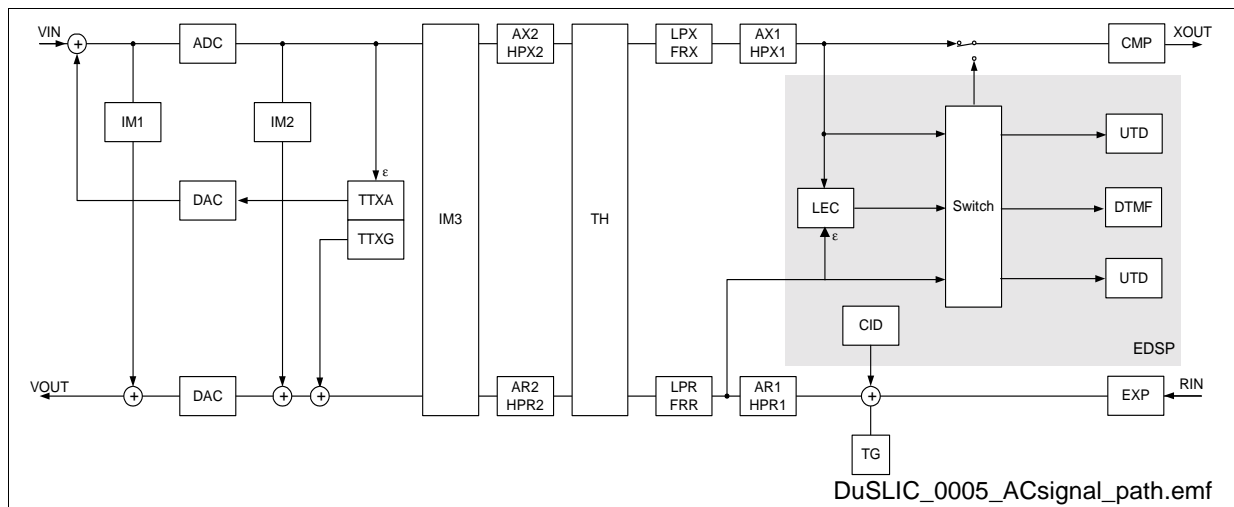 VIN
ADC
AX2
HPX2
LPX
FRX
AX1
HPX1
CMP
XOUT
IM1
IM2
UTD
ε
DAC
TTXA
TTXG
IM3
TH
LEC
ε
Switch
DTMF
UTD
CID
EDSP
VOUT
DAC
AR2
HPR2
LPR
FRR
AR1
HPR1
EXP
RIN
TG
DuSLIC_0005_ACsignal_path.emf